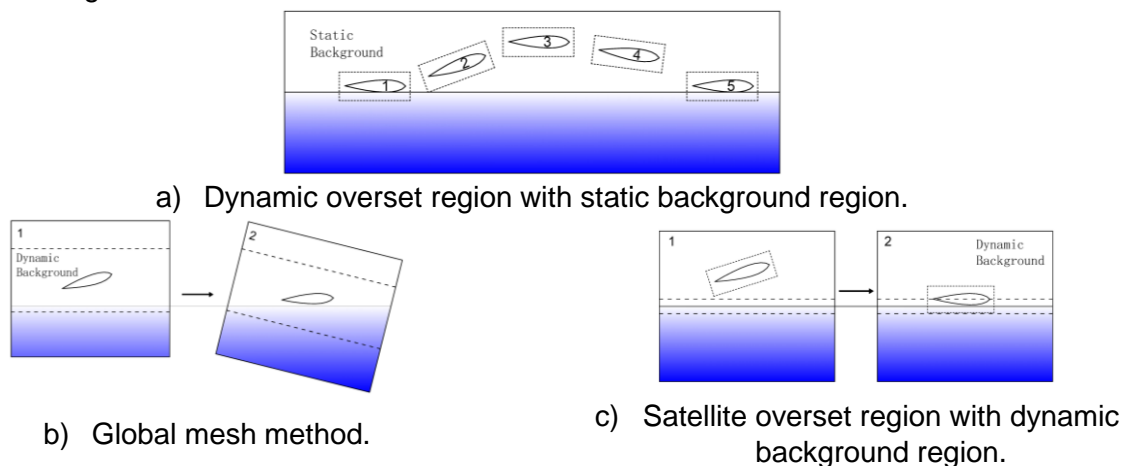 Static
Background
1
2
3
4
5
a) Dynamic overset region with static background region.
1
Dynamic
Background
2
b) Global mesh method.
1
2
Dynamic
Background
c) Satellite overset region with dynamic
background region.